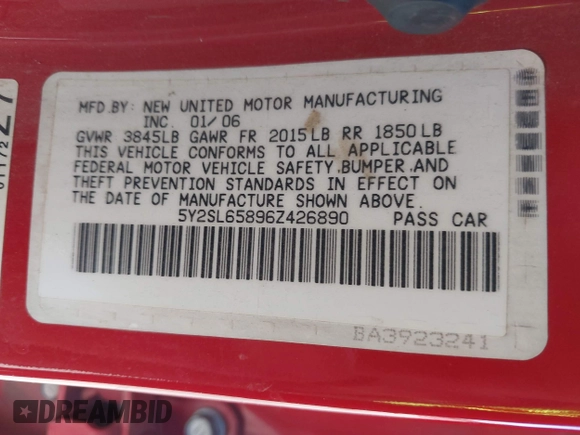 MFD.BY: NEW UNITED MOTOR MANUFACTURING
INC. 01/06
GVWR 3845LB GAWR FR 2015LB RR 1850LB
THIS VEHICLE CONFORMS TO ALL APPLICABLE
FEDERAL MOTOR VEHICLE SAFETY,BUMPER,AND
THEFT PREVENTION STANDARDS IN EFFECT ON
THE DATE OF MANUFACTURE SHOWN ABOVE.
5Y2SL65896Z426890 PASS CAR
BA3923241
DREAMBID